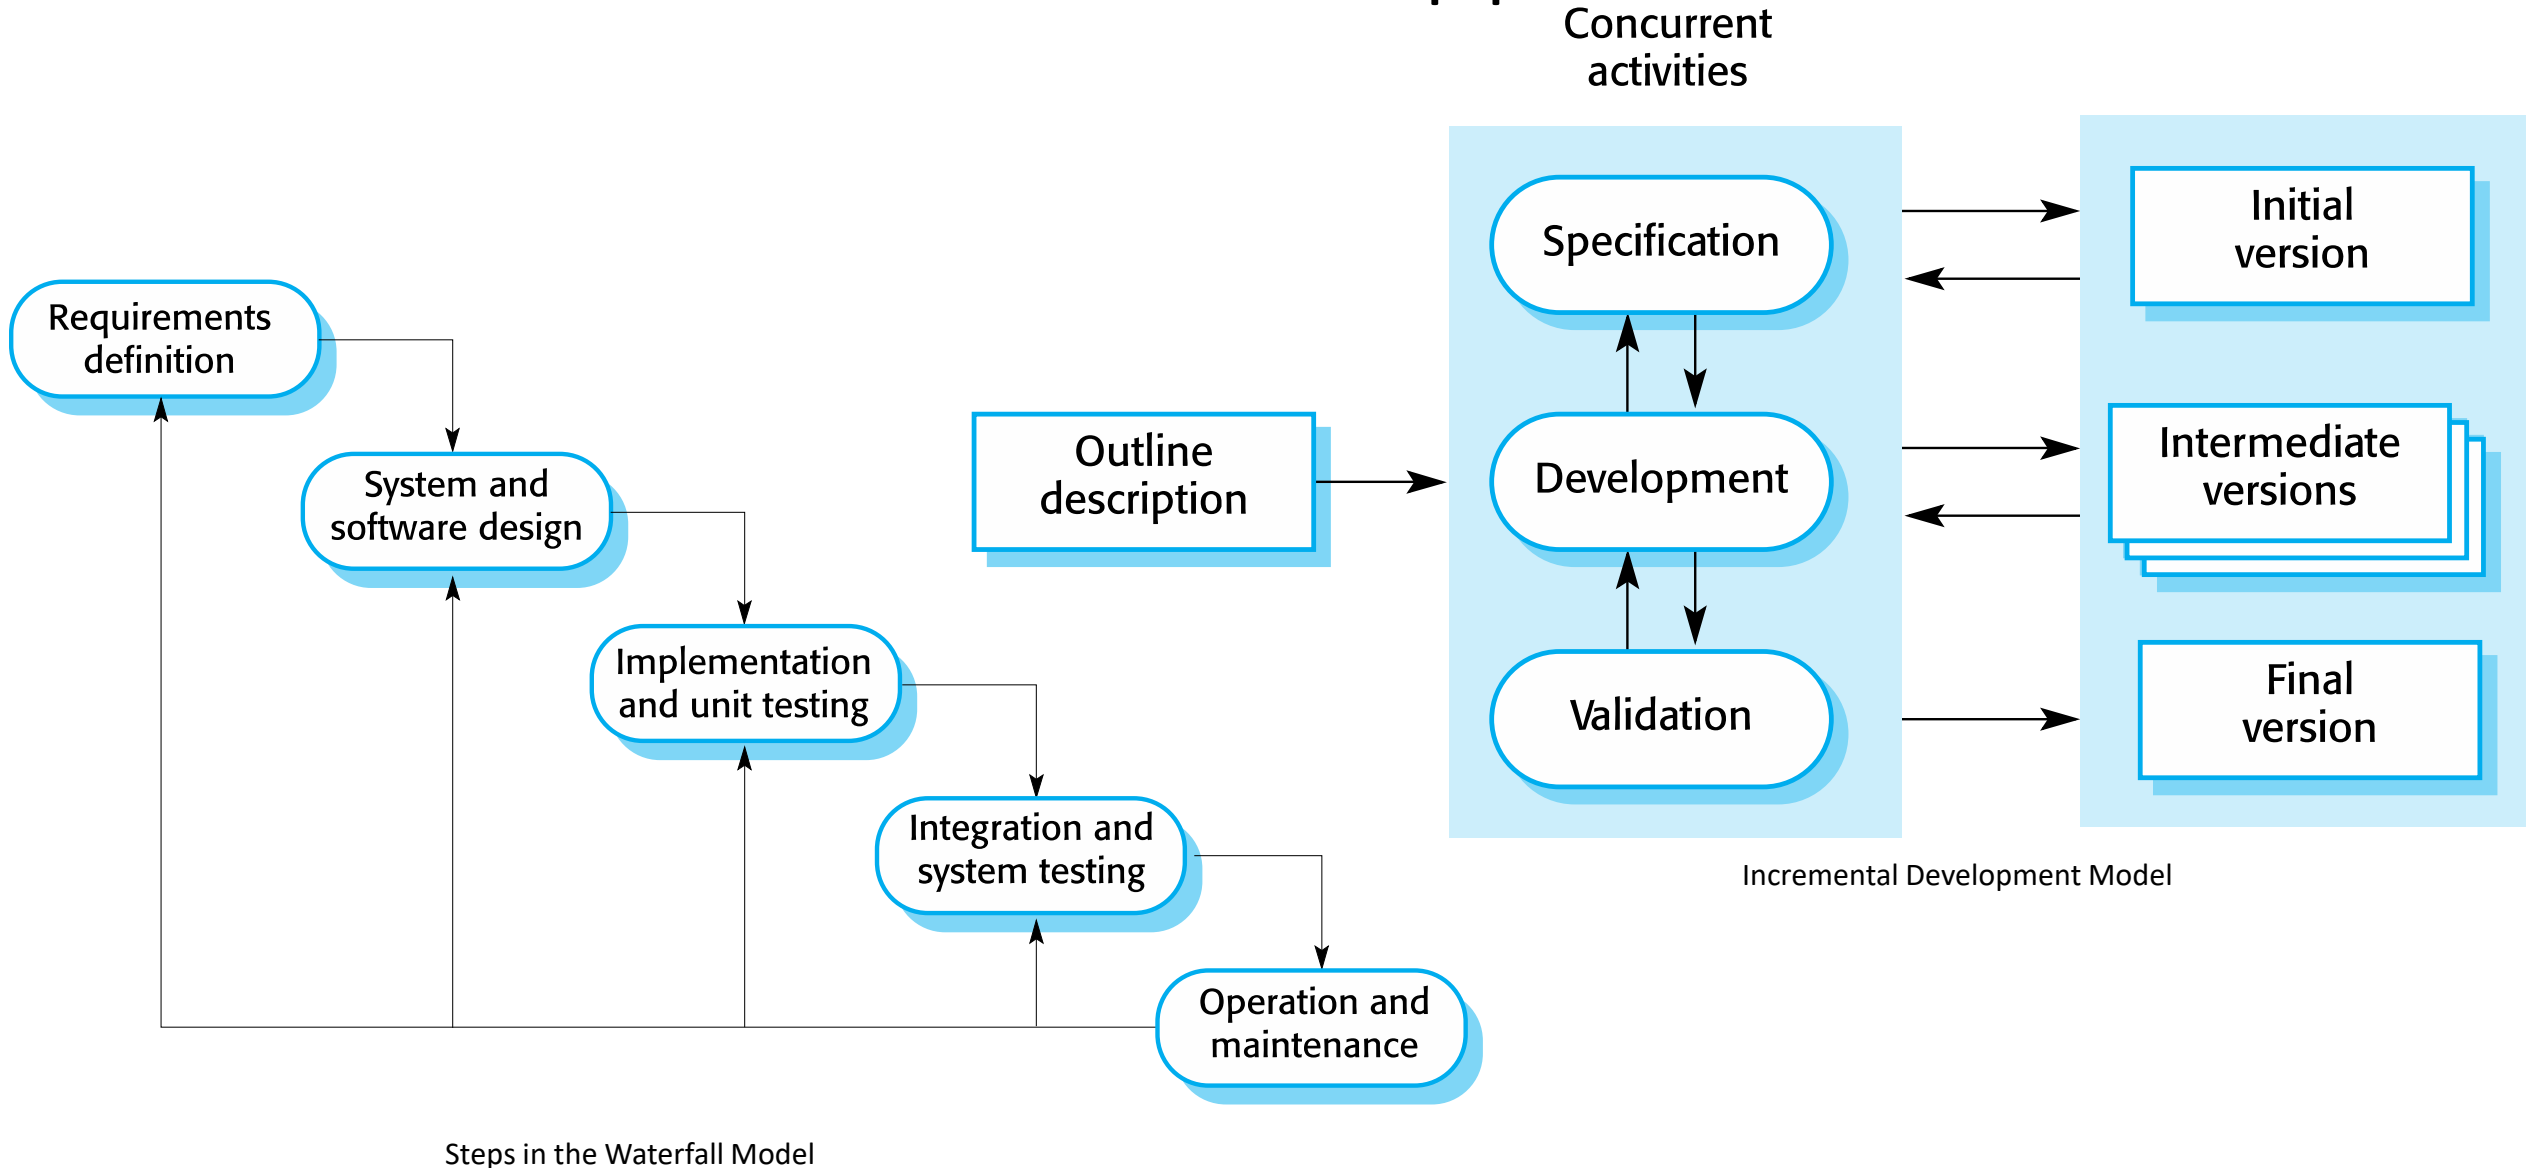 Concurrent
activities
Requirements
definition
System and
software design
Implementation
and unit testing
Integration and
system testing
Operation and
maintenance
Steps in the Waterfall Model
Outline
description
Specification
Development
Validation
Initial
version
Intermediate
versions
Final
version
Incremental Development Model